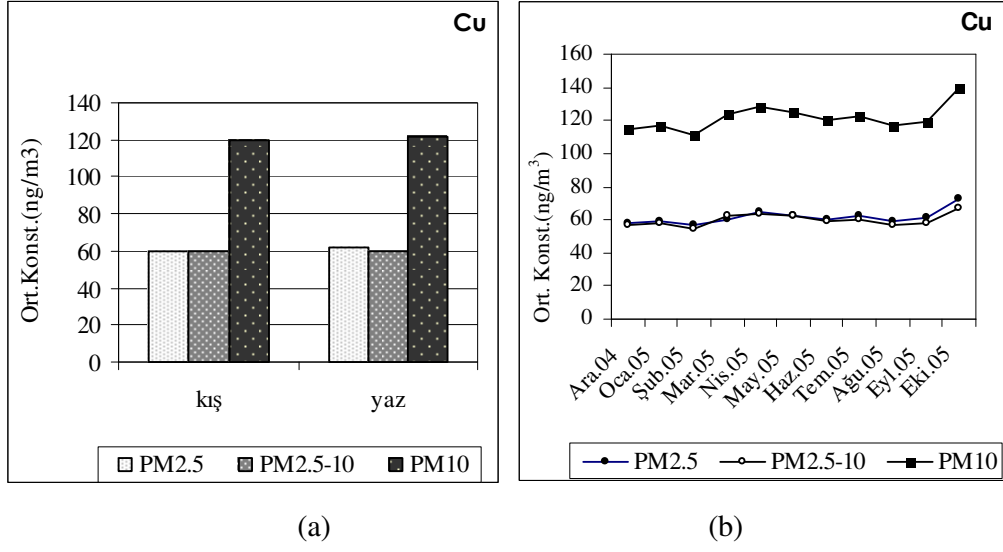 Cu
Ort.Konst.(ng/m3)
140
120
100
80
60
40
20
0
kış
yaz
PM2.5 PM2.5-10 PM10
(a)
Cu
Ort. Konst.(ng/m³)
160
140
120
100
80
60
40
20
0
Ara.04
Oca.05
Şub.05
Mar.05
Nis.05
May.05
Haz.05
Tem.05
Ağu.05
Eyl.05
Eki.05
PM2.5 PM2.5-10 PM10
(b)